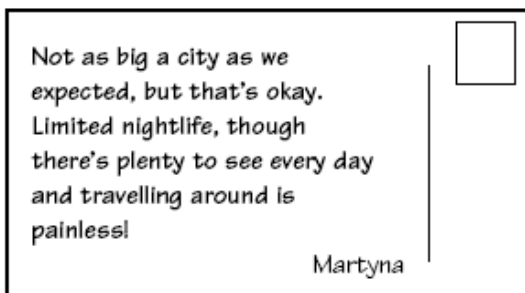 Not as big a city as we
expected, but that's okay.
Limited nightlife, though
there's plenty to see every day
and travelling around is
painless!
Martyna